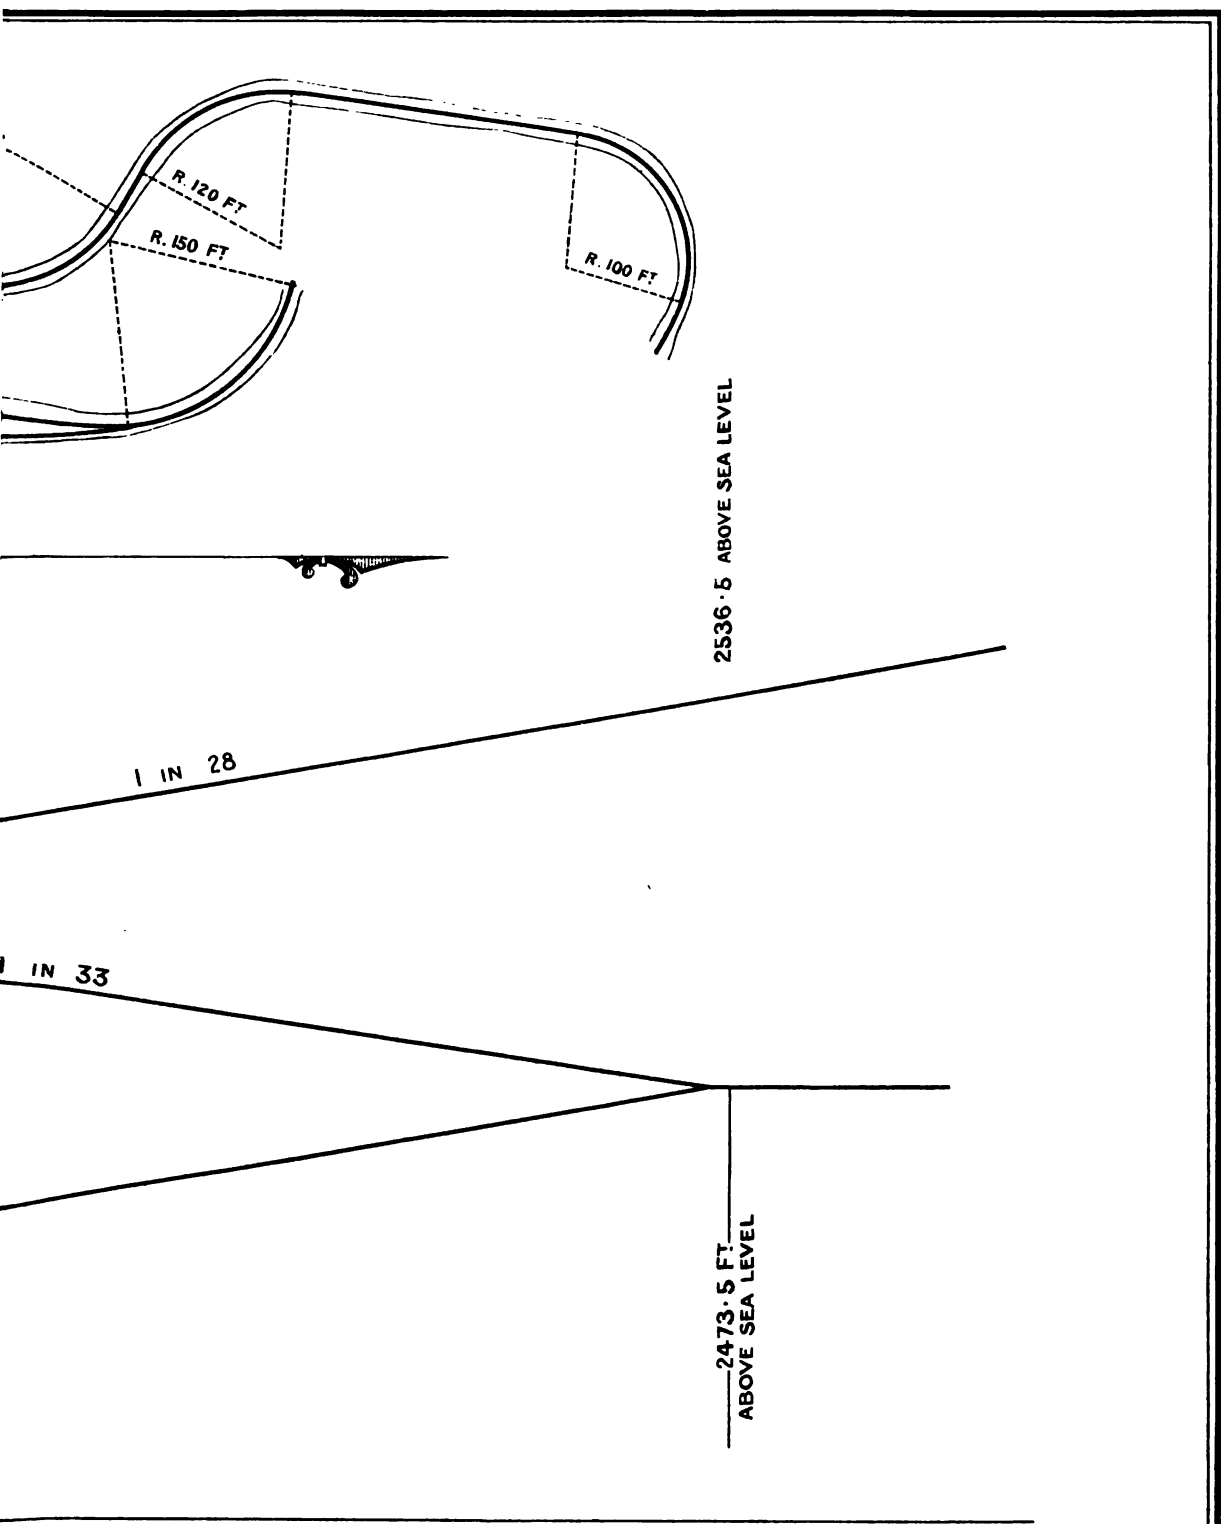 R. 120 FT
R. 150 FT
R. 100 FT
2536·5 ABOVE SEA LEVEL
1 IN 28
1 IN 33
2473·5 FT
ABOVE SEA LEVEL